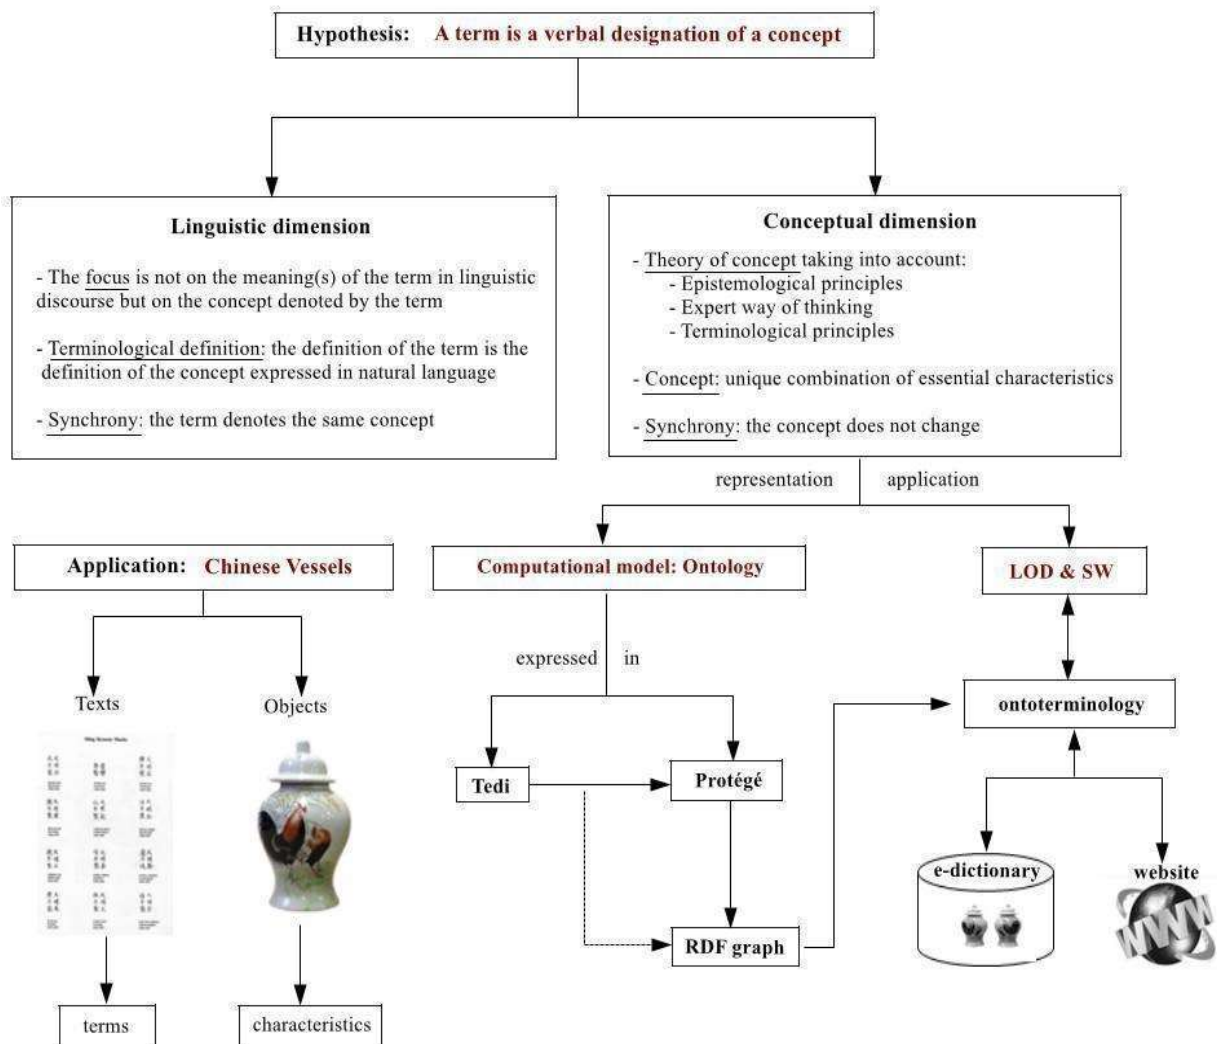 Hypothesis: A term is a verbal designation of a concept
Linguistic dimension
- The focus is not on the meaning(s) of the term in linguistic
discourse but on the concept denoted by the term
- Terminological definition: the definition of the term is the
definition of the concept expressed in natural language
- Synchrony: the term denotes the same concept
Conceptual dimension
- Theory of concept taking into account:
- Epistemological principles
- Expert way of thinking
- Terminological principles
- Concept: unique combination of essential characteristics
- Synchrony: the concept does not change
representation
application
Application: Chinese Vessels
Computational model: Ontology
LOD & SW
expressed in
Texts
Objects
ontoterminology
Tedi
Protégé
e-dictionary
website
WWW
RDF graph
terms
characteristics